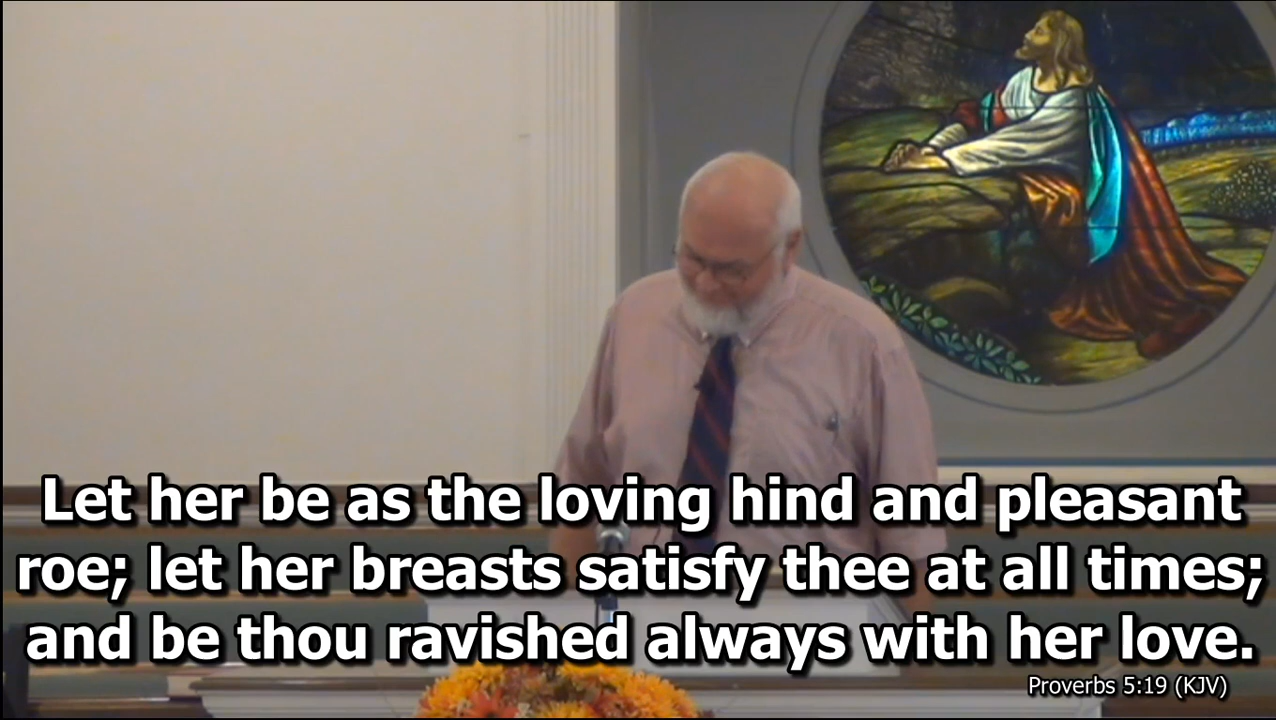 Let her be as the loving hind and pleasant
roe; let her breasts satisfy thee at all times;
and be thou ravished always with her love.
Proverbs 5:19 (KJV)